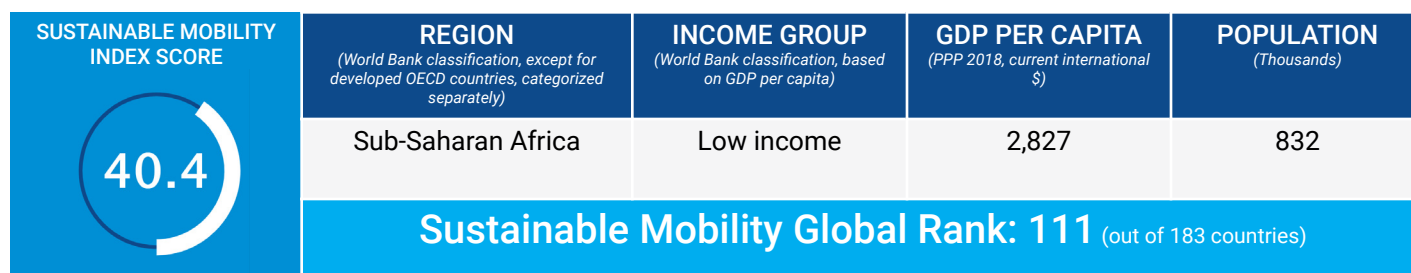 SUSTAINABLE MOBILITY
INDEX SCORE
40.4
REGION
(World Bank classification, except for
developed OECD countries, categorized
separately)
INCOME GROUP
(World Bank classification, based
on GDP per capita)
GDP PER CAPITA
(PPP 2018, current international
$)
POPULATION
(Thousands)
Sub-Saharan Africa
Low income
2,827
832
Sustainable Mobility Global Rank: 111 (out of 183 countries)